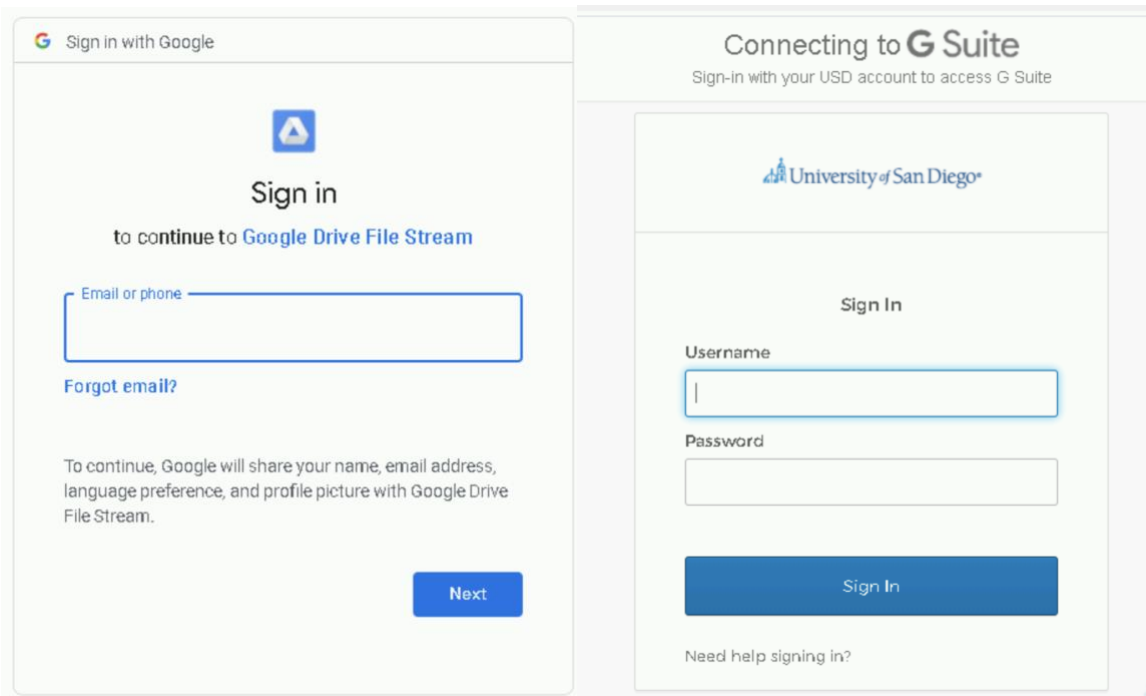 Sign in with Google
Sign in
to continue to Google Drive File Stream
Email or phone
Forgot email?
To continue, Google will share your name, email address,
language preference, and profile picture with Google Drive
File Stream.
Next
Connecting to G Suite
Sign-in with your USD account to access G Suite
University of San Diego
Sign In
Username
Password
Sign In
Need help signing in?